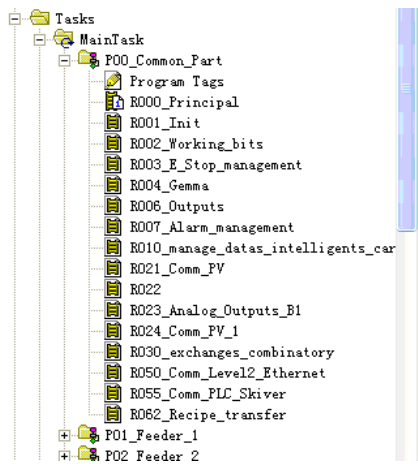 Tasks
MainTask
P00_Common_Part
Program Tags
R000_Principal
R001_Init
R002_Working_bits
R003_E_Stop_management
R004_Gemma
R006_Outputs
R007_Alarm_management
R010_manage_datas_intelligents_car
R021_Comm_PV
R022
R023_Analog_Outputs_B1
R024_Comm_PV_1
R030_exchanges_combinatory
R050_Comm_Level2_Ethernet
R055_Comm_PLC_Skiver
R062_Recipe_transfer
P01_Feeder_1
P02_Feeder_2